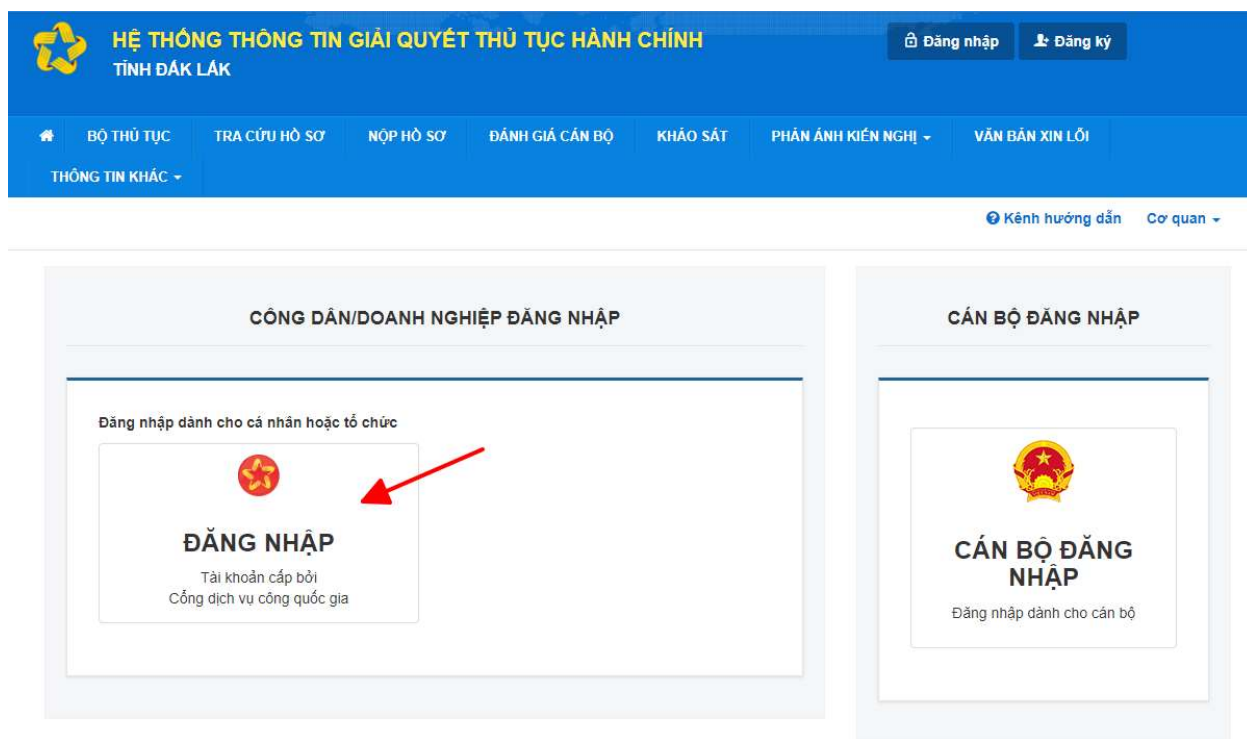 HỆ THỐNG THÔNG TIN GIẢI QUYẾT THỦ TỤC HÀNH CHÍNH
TỈNH ĐẮK LẮK
Đăng nhập
Đăng ký
BỘ THỦ TỤC
TRA CỨU HỒ SƠ
NỘP HỒ SƠ
ĐÁNH GIÁ CÁN BỘ
KHẢO SÁT
PHẢN ÁNH KIẾN NGHỊ
VĂN BẢN XIN LỖI
THÔNG TIN KHÁC
Kênh hướng dẫn
Cơ quan
CÔNG DÂN/DOANH NGHIỆP ĐĂNG NHẬP
Đăng nhập dành cho cá nhân hoặc tổ chức
ĐĂNG NHẬP
Tài khoản cấp bởi
Cổng dịch vụ công quốc gia
CÁN BỘ ĐĂNG NHẬP
CÁN BỘ ĐĂNG
NHẬP
Đăng nhập dành cho cán bộ